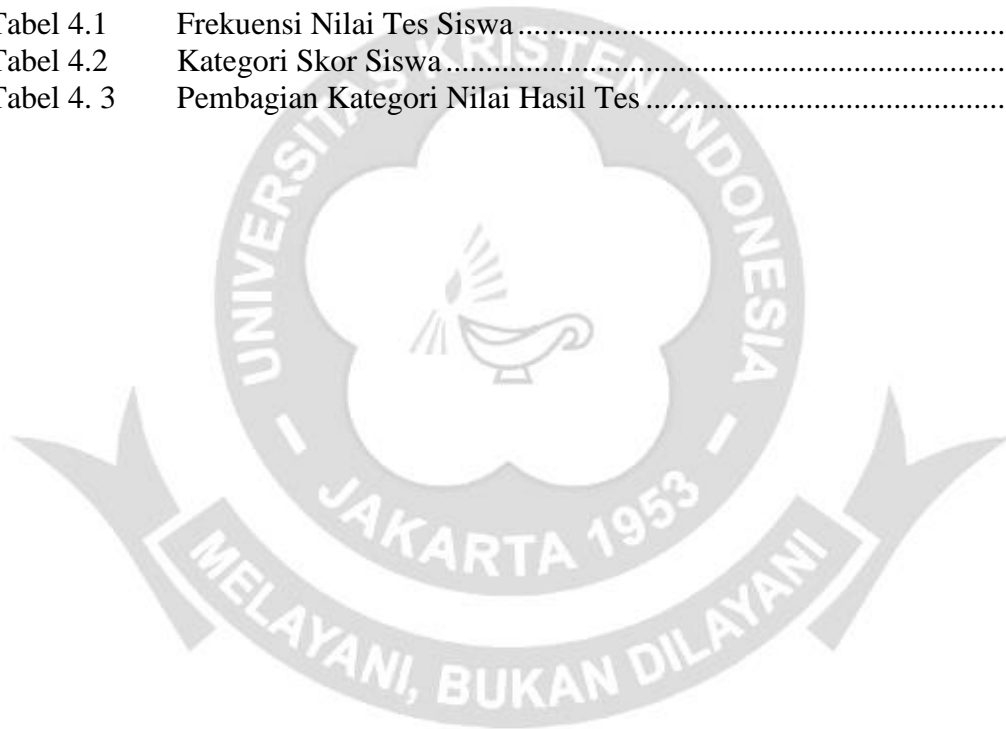 Tabel 4.1 Frekuensi Nilai Tes Siswa ....................................................................
Tabel 4.2 Kategori Skor Siswa ..............................................................................
Tabel 4. 3 Pembagian Kategori Nilai Hasil Tes ...................................................
UNIVERSITAS KRISTEN INDONESIA
JAKARTA 1953
MELAYANI, BUKAN DILAYANI